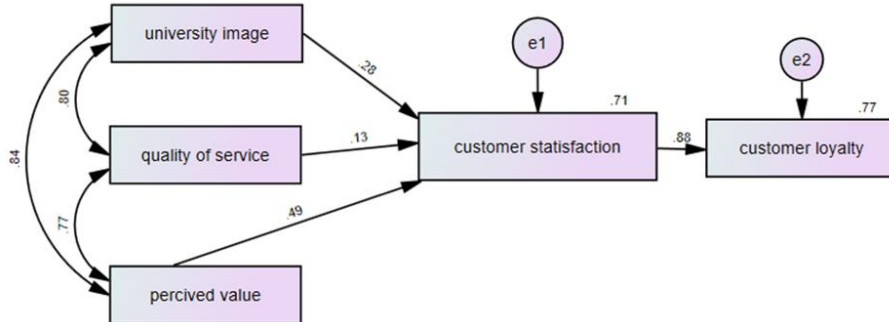 university image
e1
e2
.28
.80
.71
.77
.84
quality of service
.13
customer statisfaction
.88
customer loyalty
.77
.49
percived value